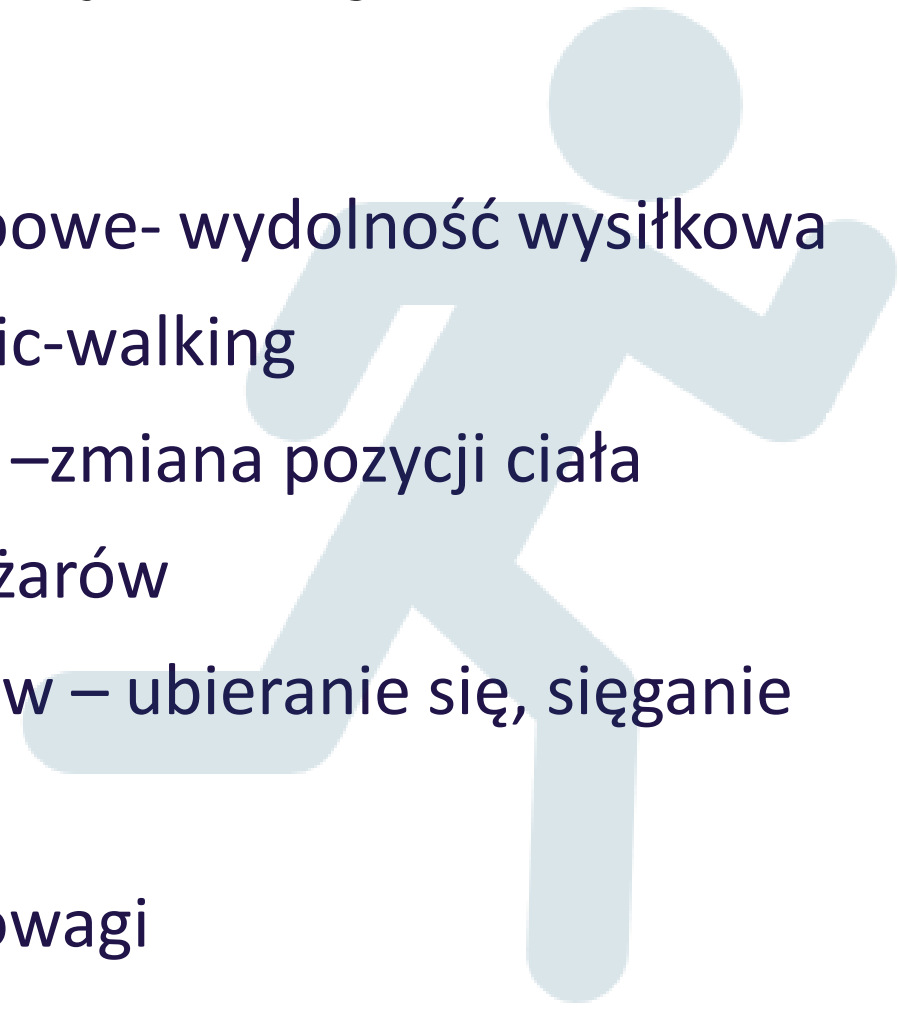 powe- wydolność wysiłkowa
ic-walking
–zmiana pozycji ciała
żarów
w – ubieranie się, sięganie
owagi